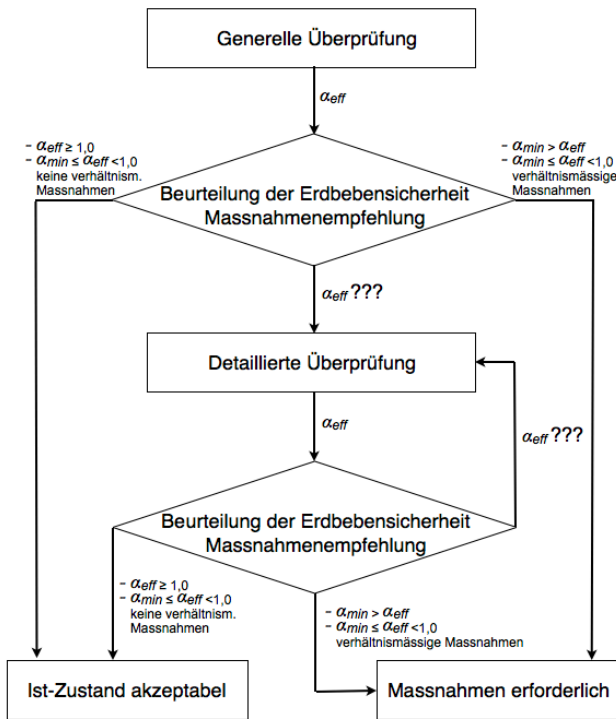 Generelle Überprüfung
αeff
- αeff ≥ 1,0
- αmin ≤ αeff <1,0
keine verhältnism.
Massnahmen
- αmin > αeff
- αmin ≤ αeff <1,0
verhältnismässige
Massnahmen
Beurteilung der Erdbebensicherheit
Massnahmenempfehlung
αeff ???
Detaillierte Überprüfung
αeff
αeff ???
Beurteilung der Erdbebensicherheit
Massnahmenempfehlung
- αeff ≥ 1,0
- αmin ≤ αeff <1,0
keine verhältnism.
Massnahmen
- αmin > αeff
- αmin ≤ αeff <1,0
verhältnismässige Massnahmen
Ist-Zustand akzeptabel
Massnahmen erforderlich